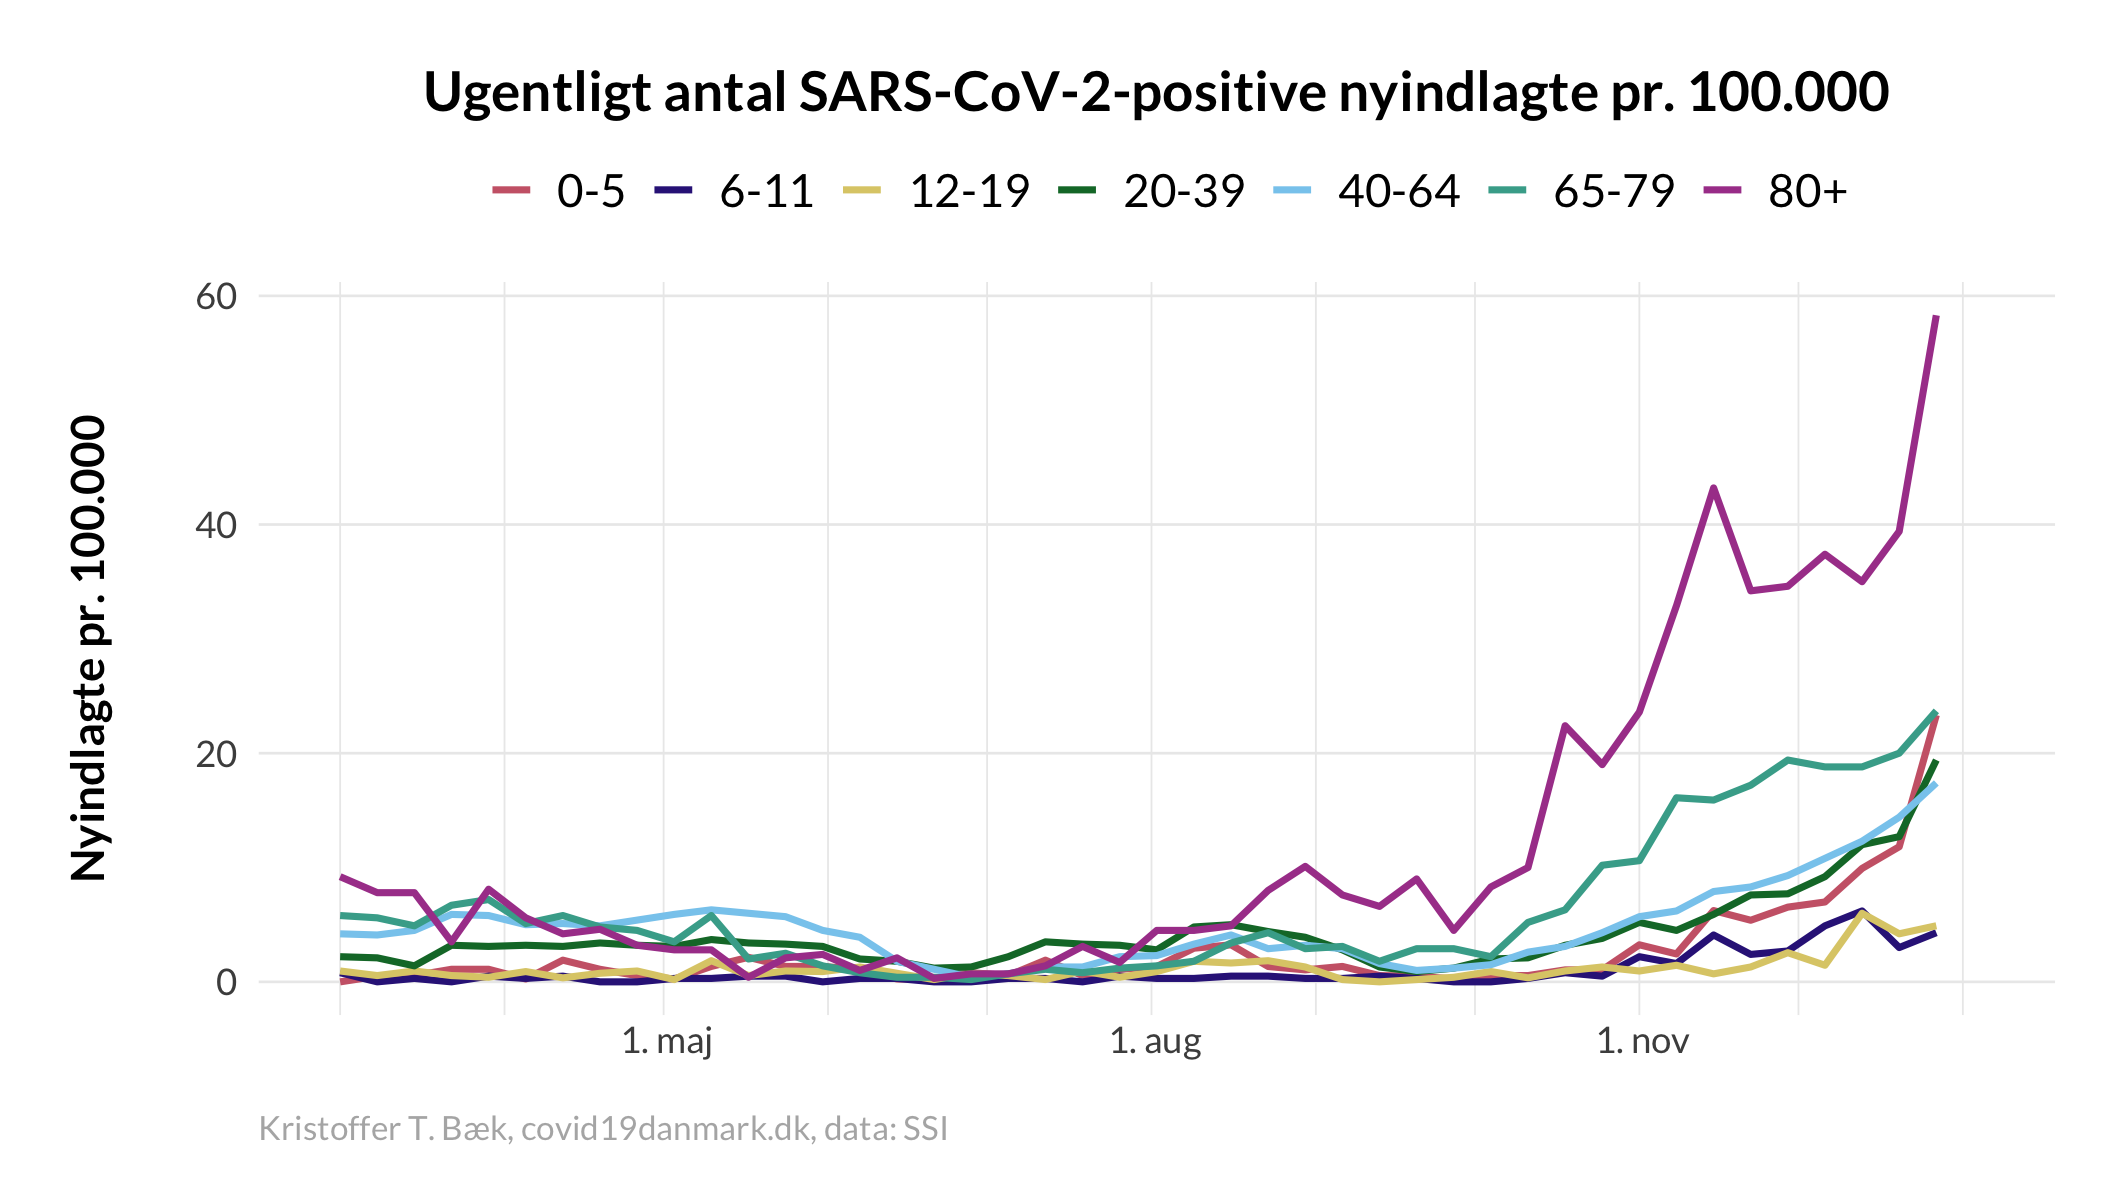 Ugentligt antal SARS-CoV-2-positive nyindlagte pr. 100.000
0-5 6-11 12-19 20-39 40-64 65-79 80+
Nyindlagte pr. 100.000
60
40
20
0
1. maj 1. aug 1. nov
Kristoffer T. Bæk, covid19danmark.dk, data: SSI